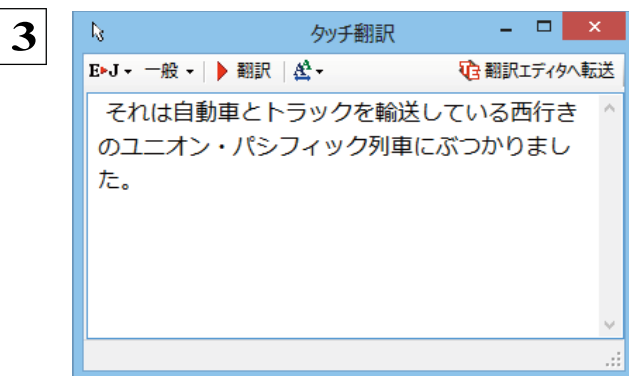 3
タッチ翻訳
E▶J 一般 翻訳 翻訳エディタへ転送
それは自動車とトラックを輸送している西行き
のユニオン・パシフィック列車にぶつかりまし
た。